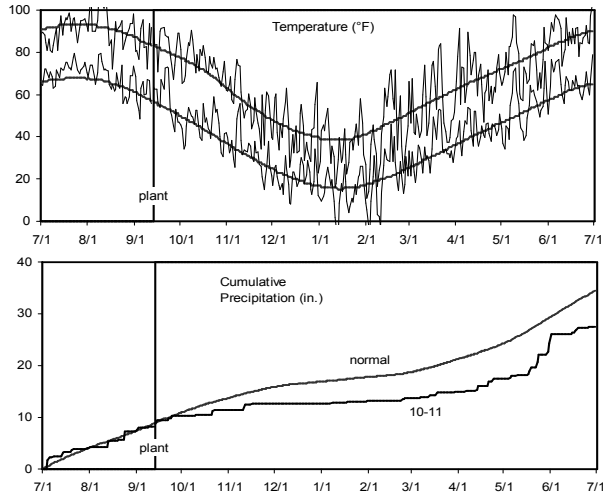 100
Temperature (°F)
80
60
40
20
plant
0
7/1 8/1 9/1 10/1 11/1 12/1 1/1 2/1 3/1 4/1 5/1 6/1 7/1
40
Cumulative
Precipitation (in.)
30
normal
20
10-11
10
plant
0
7/1 8/1 9/1 10/1 11/1 12/1 1/1 2/1 3/1 4/1 5/1 6/1 7/1